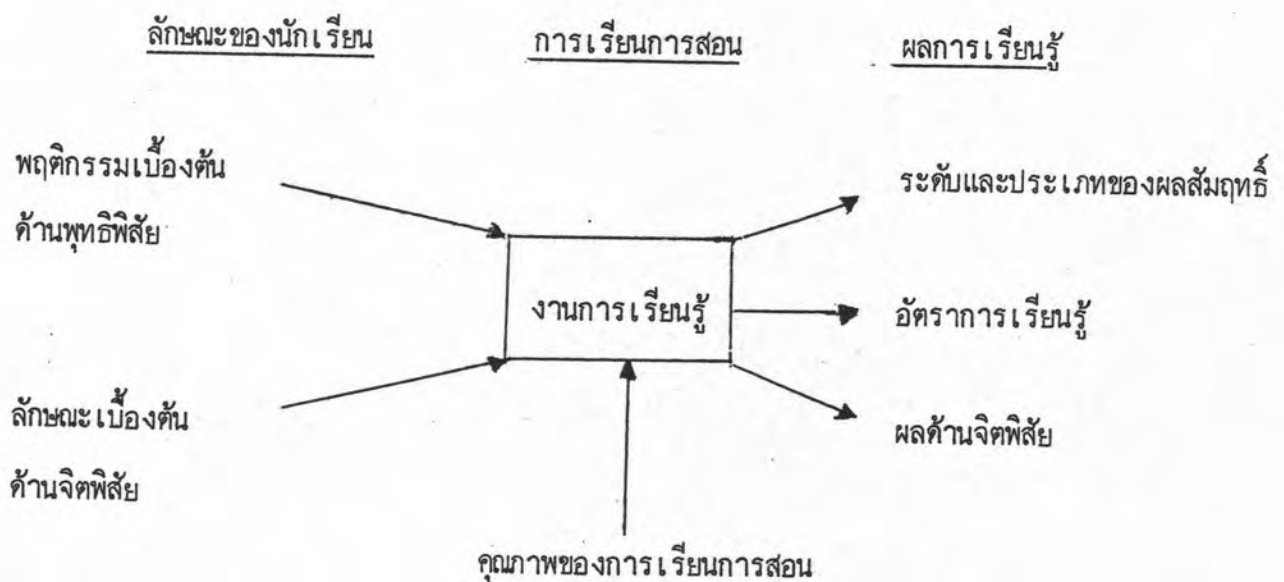 ลักษณะของนักเรียน
การเรียนการสอน
ผลการเรียนรู้
พฤติกรรมเบื้องต้น
ด้านพุทธิพิสัย
ระดับและประเภทของผลสัมฤทธิ์
งานการเรียนรู้
อัตราการเรียนรู้
ลักษณะเบื้องต้น
ด้านจิตพิสัย
ผลด้านจิตพิสัย
คุณภาพของการเรียนการสอน